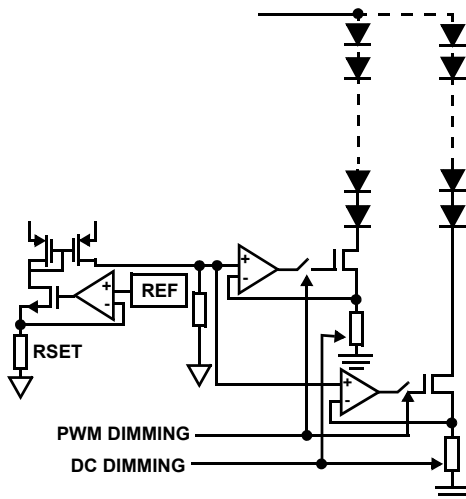 +
-
+
-
REF
RSET
+
-
PWM DIMMING
DC DIMMING